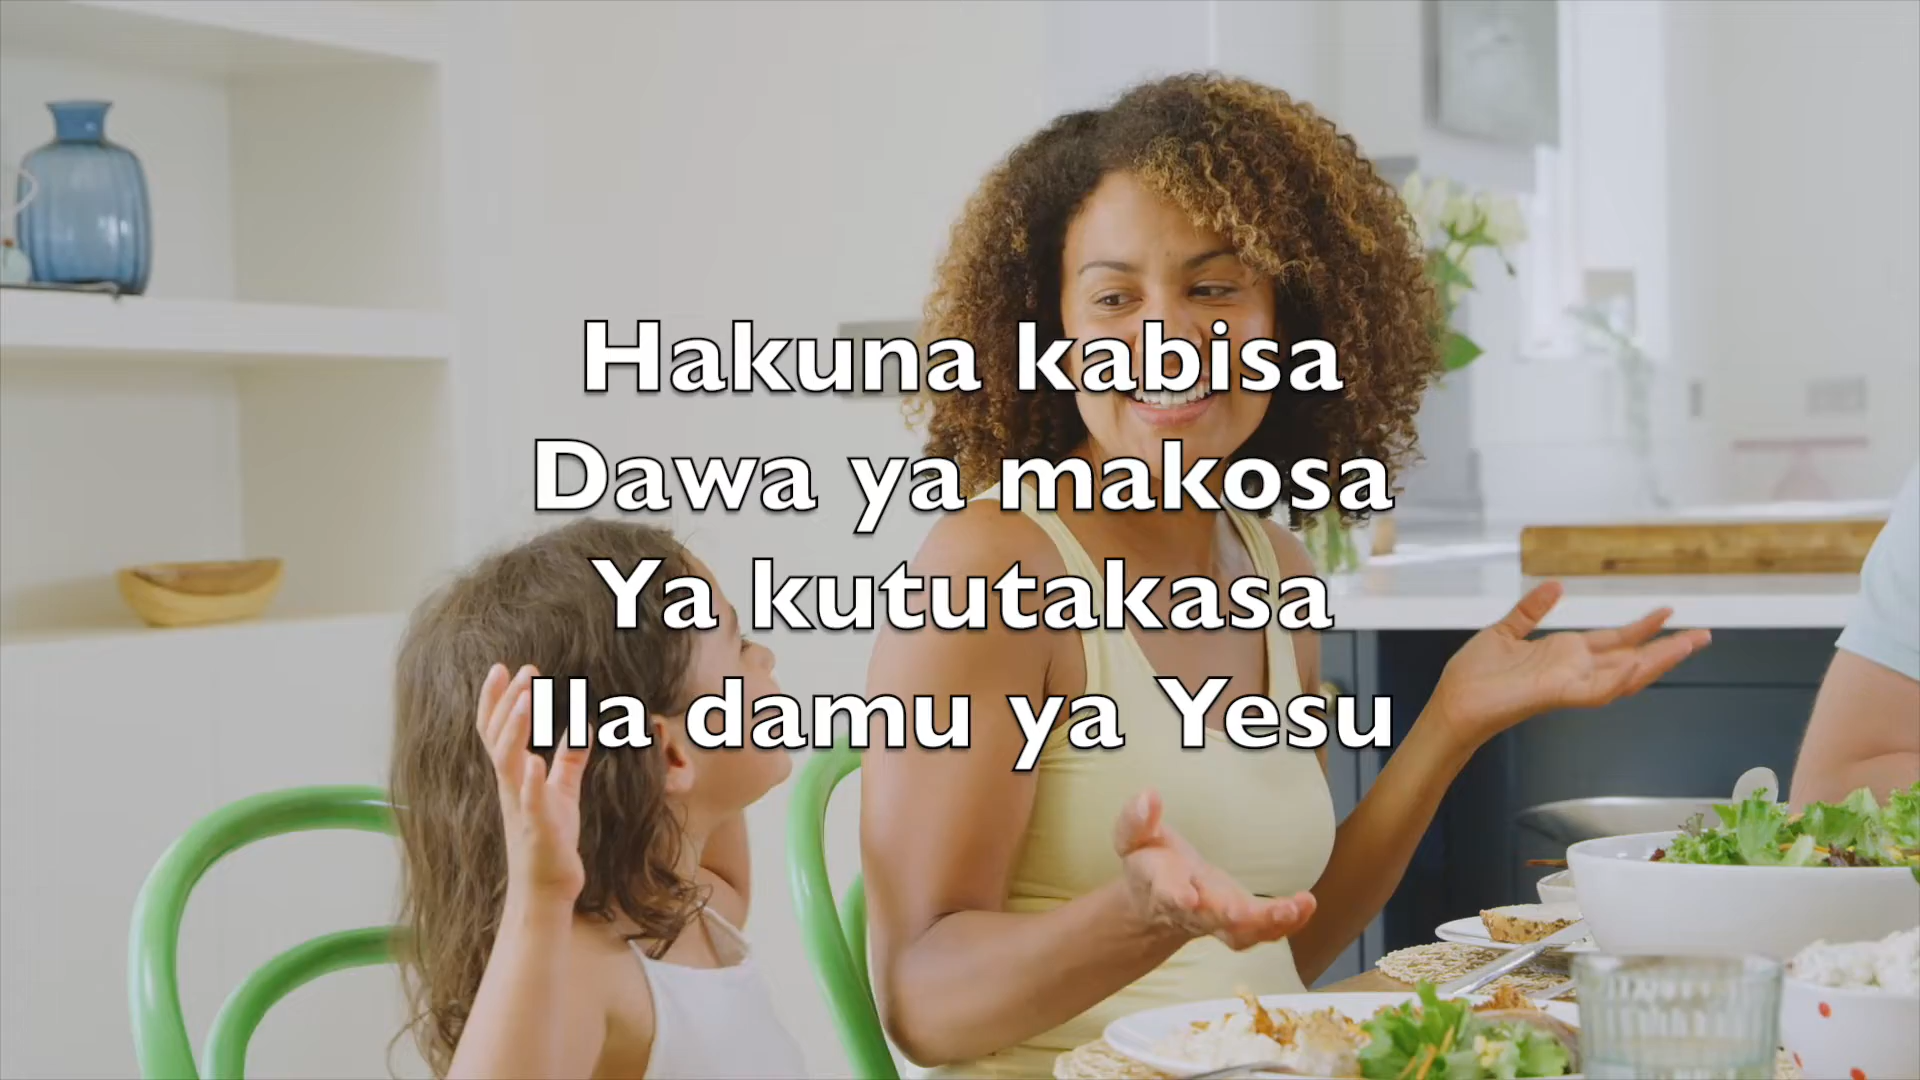 Hakuna kabisa
Dawa ya makosa
Ya kututakasa
Ila damu ya Yesu